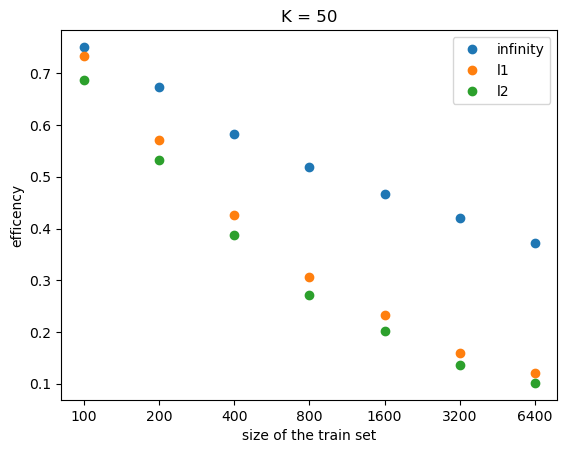 K = 50
infinity
l1
l2
0.7
0.6
0.5
0.4
0.3
0.2
0.1
efficency
100 200 400 800 1600 3200 6400
size of the train set